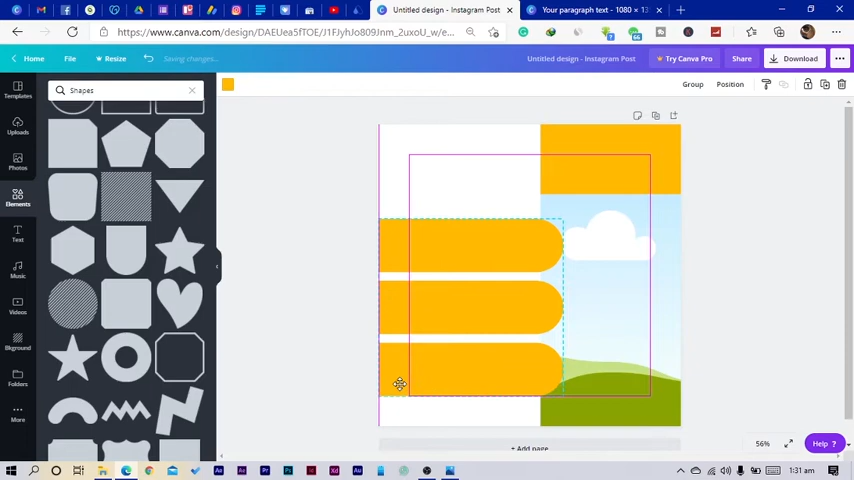 Untitled design - Instagram Post
Your paragraph text - 1080 × 13
https://www.canva.com/design/DAEUea5fTOE/J1FJyhJo809Jnm_2uxoU_w/e...
Home
File
Resize
Saving changes...
Untitled design - Instagram Post
Try Canva Pro
Share
Download
Templates
Shapes
Group
Position
Uploads
Photos
Elements
Text
Music
Videos
Bkground
Folders
More
+ Add page
56%
Help ?
1:31 am